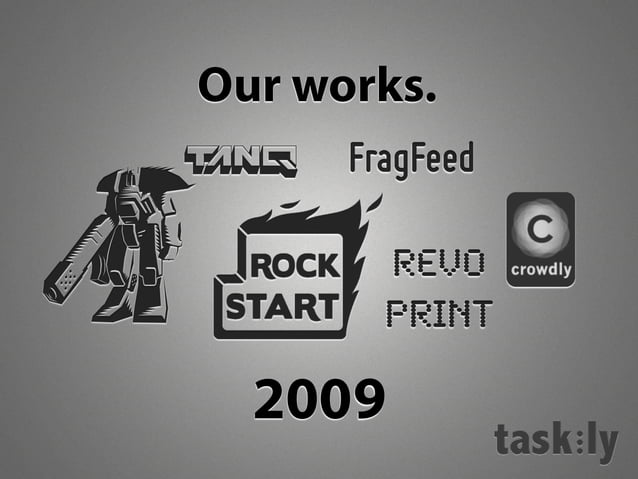 Our works.
TANQ
FragFeed
C
crowdly
ROCK
START
REVO
PRINT
2009
task:ly